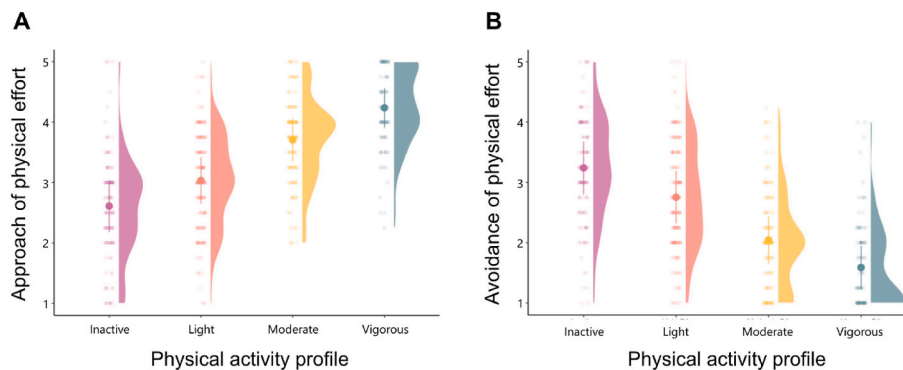 A
Approach of physical effort
5
4
3
2
1
Inactive Light Moderate Vigorous
Physical activity profile
B
Avoidance of physical effort
5
4
3
2
1
Inactive Light Moderate Vigorous
Physical activity profile